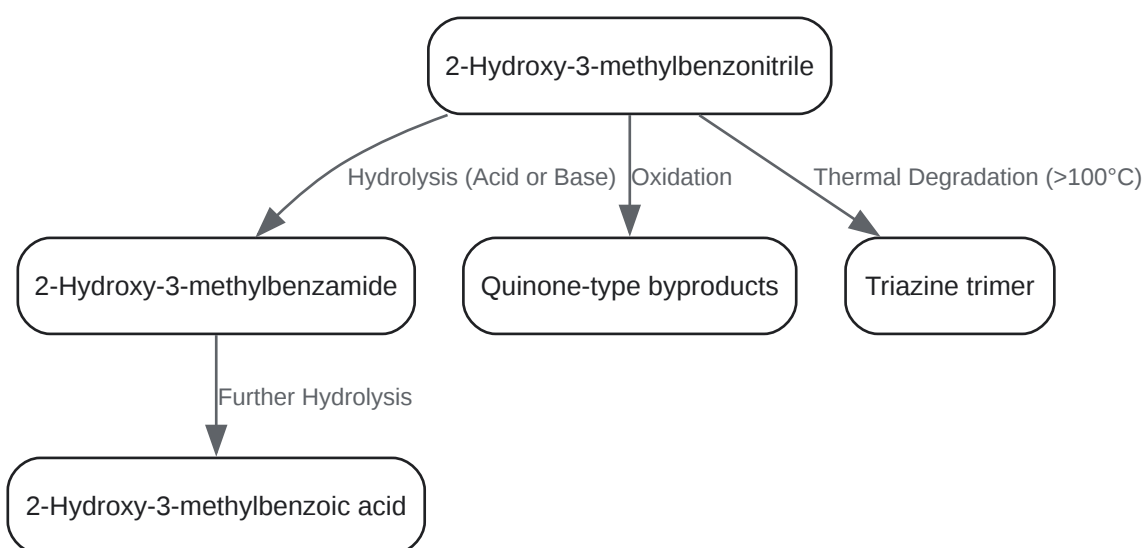 2-Hydroxy-3-methylbenzonitrile
Hydrolysis (Acid or Base)
Oxidation
Thermal Degradation (>100°C)
2-Hydroxy-3-methylbenzamide
Quinone-type byproducts
Triazine trimer
Further Hydrolysis
2-Hydroxy-3-methylbenzoic acid